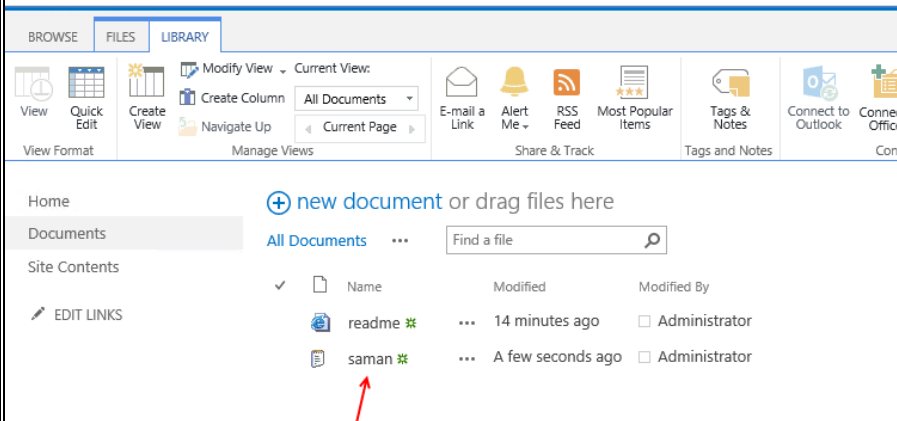 BROWSE FILES LIBRARY
View
Quick Edit
Create View
Modify View
Create Column
Navigate Up
Current View:
All Documents
Current Page
E-mail a Link
Alert Me
RSS Feed
Most Popular Items
Tags & Notes
Connect to Outlook
View Format
Manage Views
Share & Track
Tags and Notes
Home
Documents
Site Contents
EDIT LINKS
new document or drag files here
All Documents ... Find a file
Name Modified Modified By
readme ... 14 minutes ago Administrator
saman ... A few seconds ago Administrator